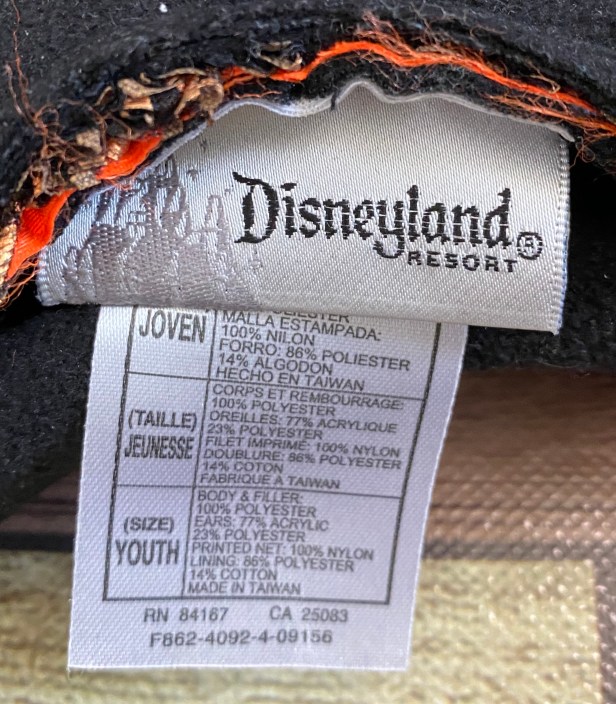 Disneyland®
RESORT
JOVEN
MALLA ESTAMPADA:
100% NILON
FORRO: 86% POLIESTER
14% ALGODON
HECHO EN TAIWAN
(TAILLE)
JEUNESSE
CORPS ET REMBOURRAGE:
100% POLYESTER
OREILLES: 77% ACRYLIQUE
23% POLYESTER
FILET IMPRIME: 100% NYLON
DOUBLURE: 86% POLYESTER
14% COTON
FABRIQUE A TAIWAN
(SIZE)
YOUTH
BODY & FILLER:
100% POLYESTER
EARS: 77% ACRYLIC
23% POLYESTER
PRINTED NET: 100% NYLON
LINING: 86% POLYESTER
14% COTTON
MADE IN TAIWAN
RN 84167 CA 25083
F862-4092-4-09156